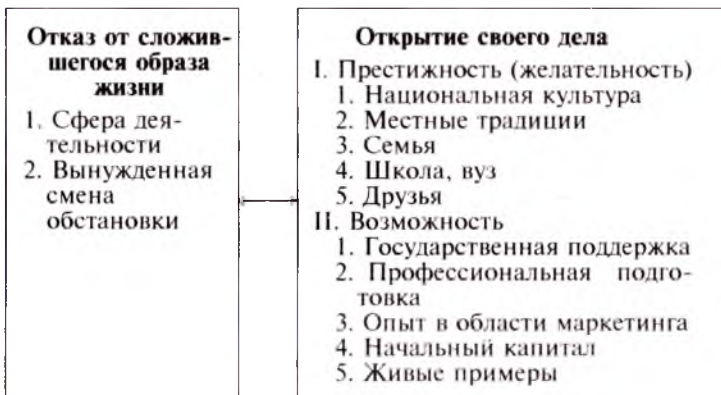 Отказ от сложив-
шегося образа
жизни
1. Сфера дея-
тельности
2. Вынужденная
смена
обстановки
Открытие своего дела
I. Престижность (желательность)
1. Национальная культура
2. Местные традиции
3. Семья
4. Школа, вуз
5. Друзья
II. Возможность
1. Государственная поддержка
2. Профессиональная подго-
товка
3. Опыт в области маркетинга
4. Начальный капитал
5. Живые примеры